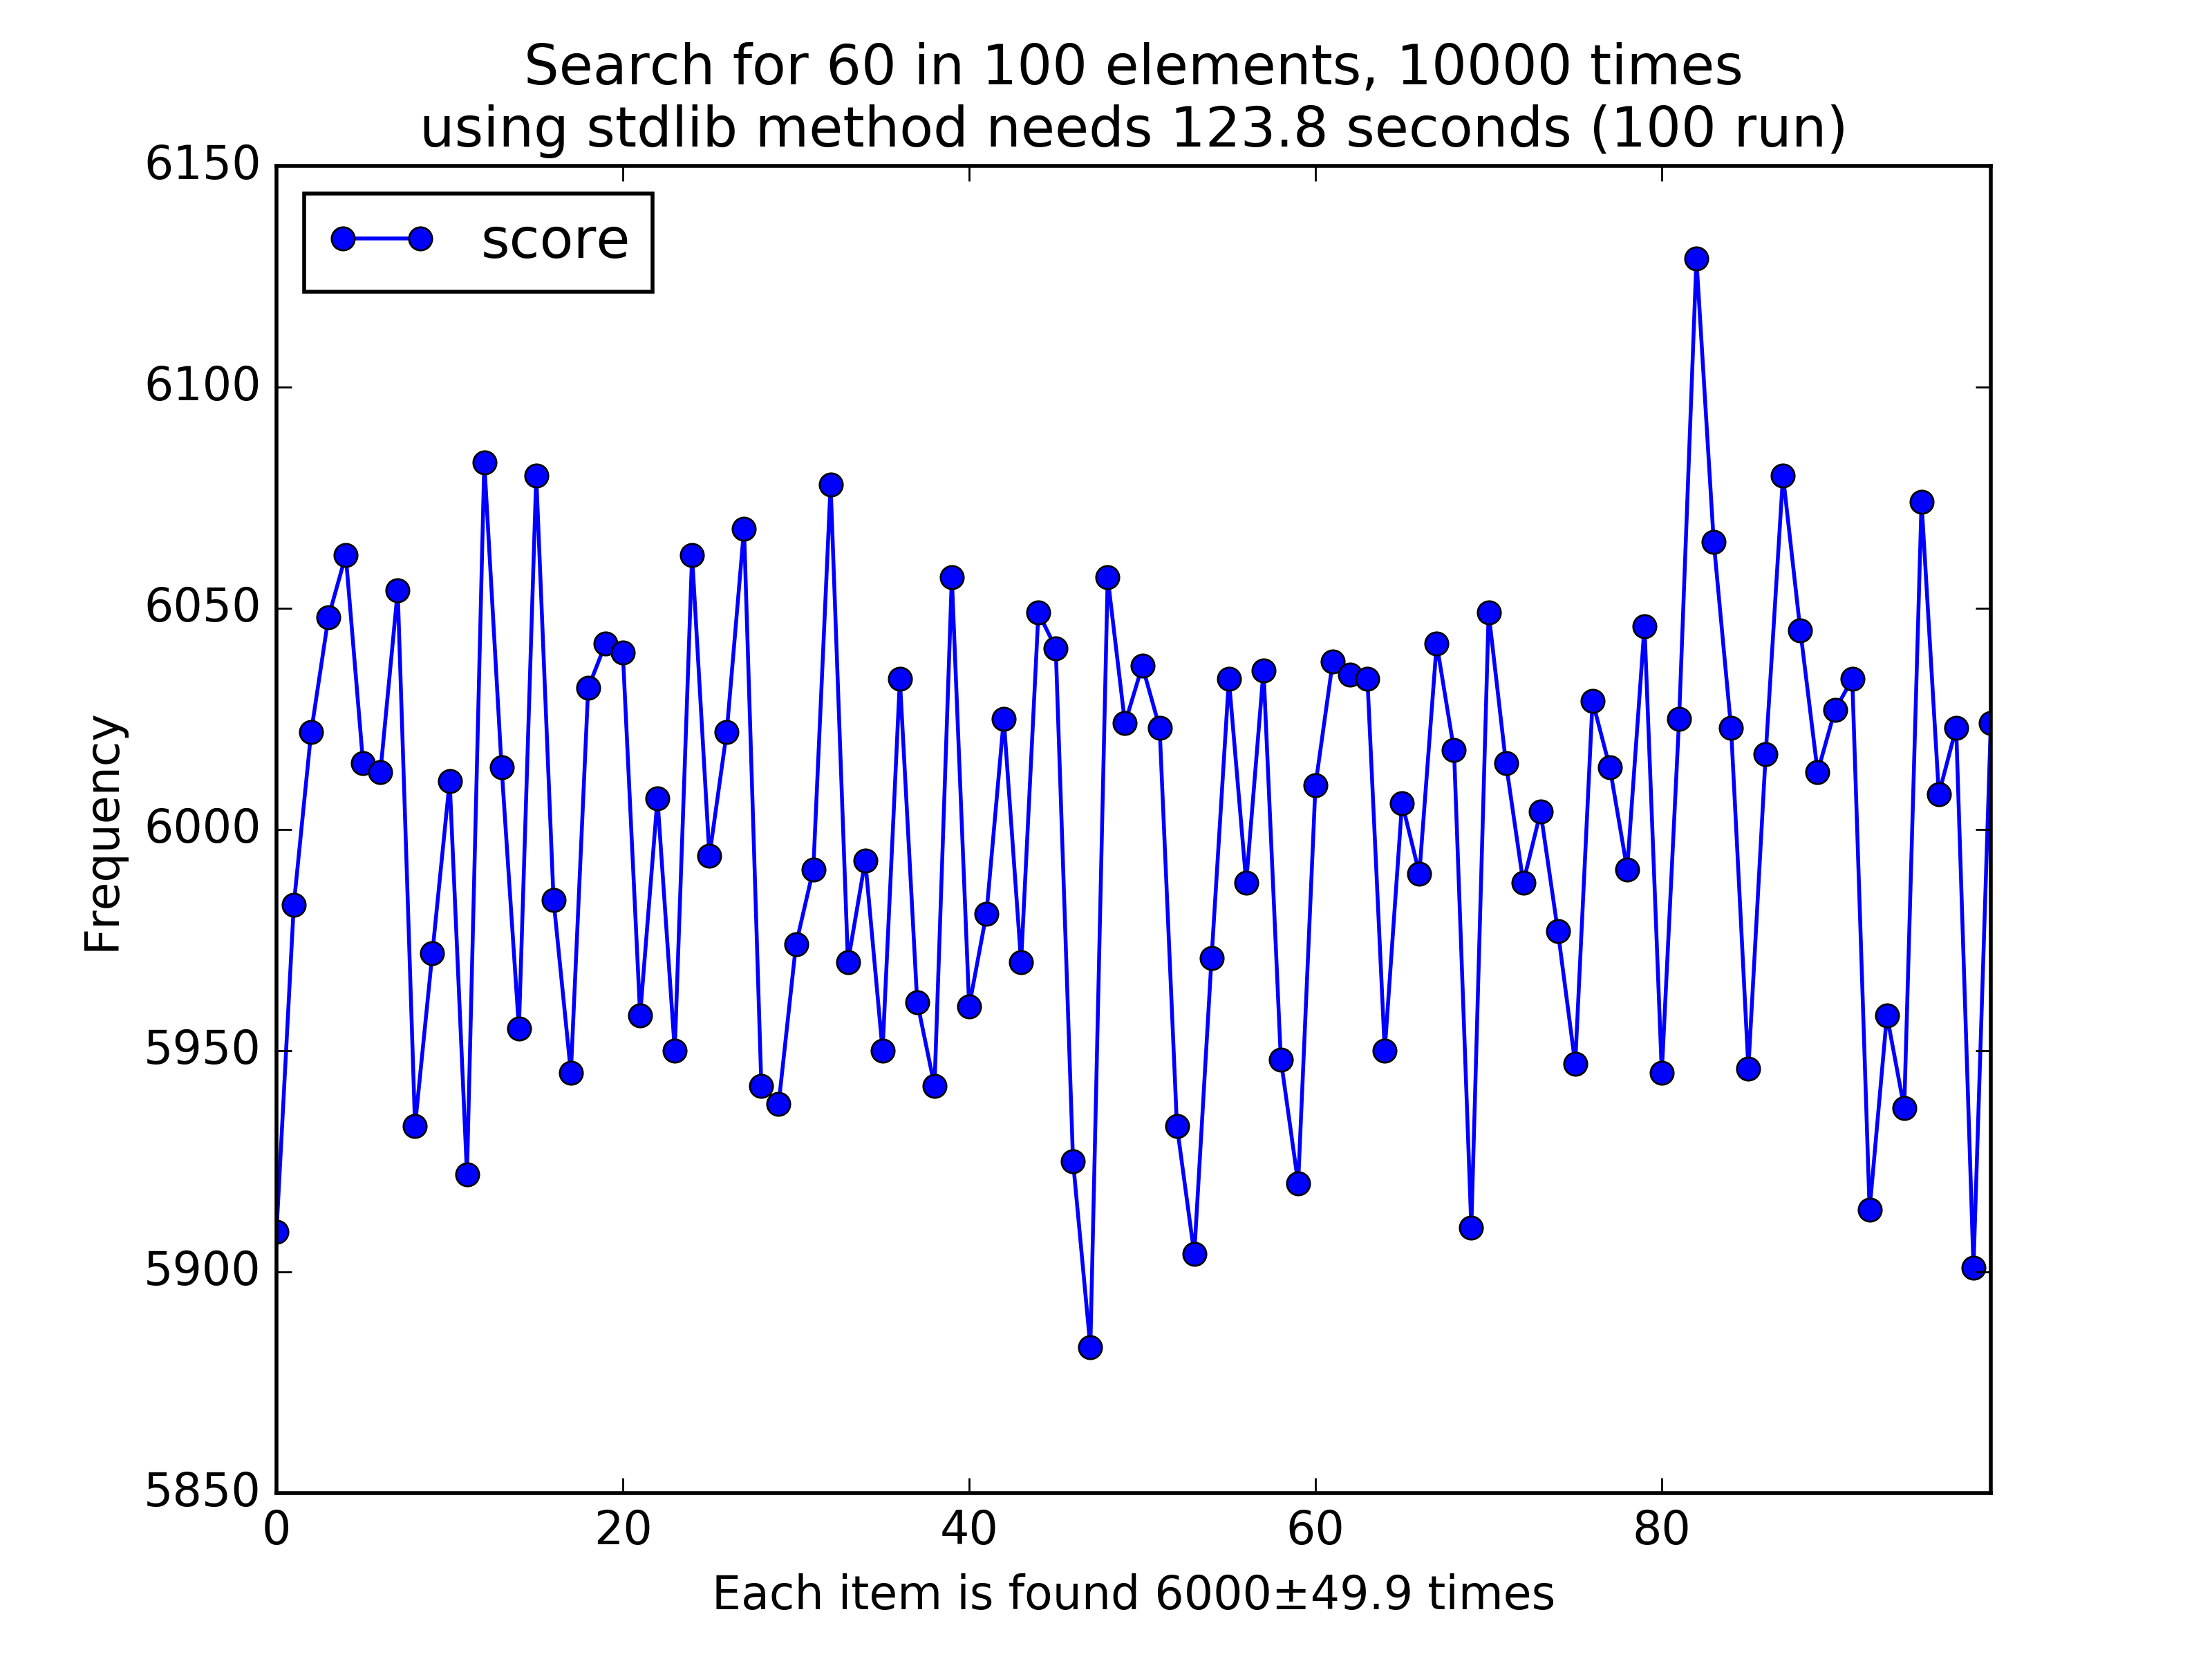 Search for 60 in 100 elements, 10000 times
using stdlib method needs 123.8 seconds (100 run)
score
Frequency
6150
6100
6050
6000
5950
5900
5850
0 20 40 60 80
Each item is found 6000±49.9 times